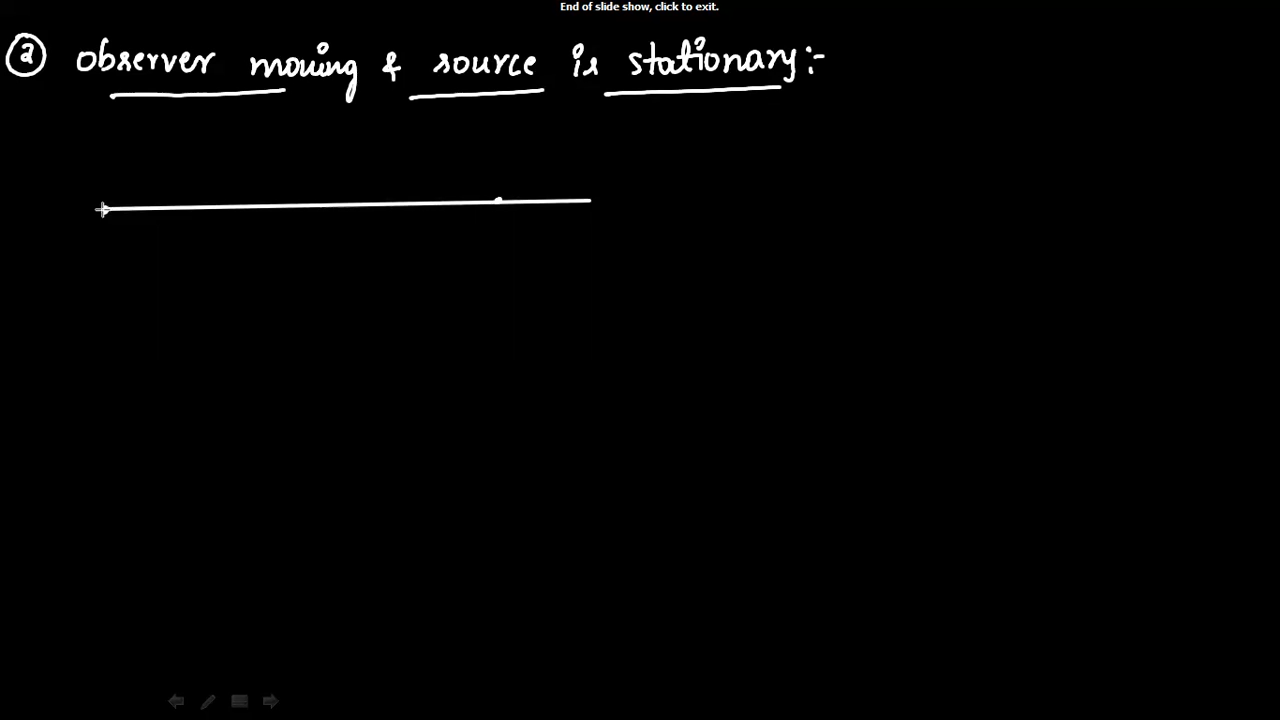 End of slide show, click to exit.
② observer moving & source is stationary:-